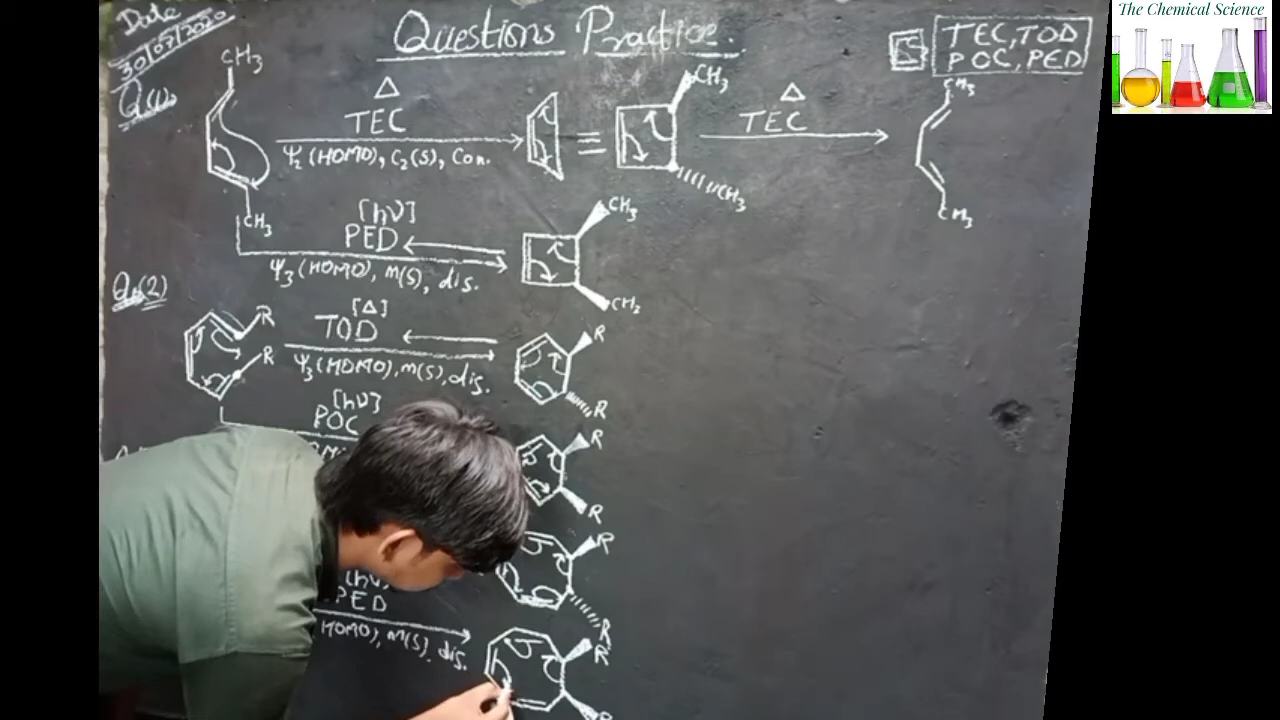 The Chemical Science
Date
30/07/2020
Questions Practice.
TEC, TOD
POC, PED
Q(1).
CH₃
CH₃
Δ
TEC
Ψ₂ (HOMO), C₂(S), Con.
≡
CH₃
CH₃
Δ
TEC
CH₃
CH₃
[hν]
PED
Ψ₃ (HOMO), m(S), dis.
CH₃
CH₂
Q.(2)
R
R
[Δ]
TOD
Ψ₃ (HOMO), m(S), dis.
R
R
[hν]
POC
R
R
R
R
[hν]
PED
HOMO), m(S), dis.
R
R